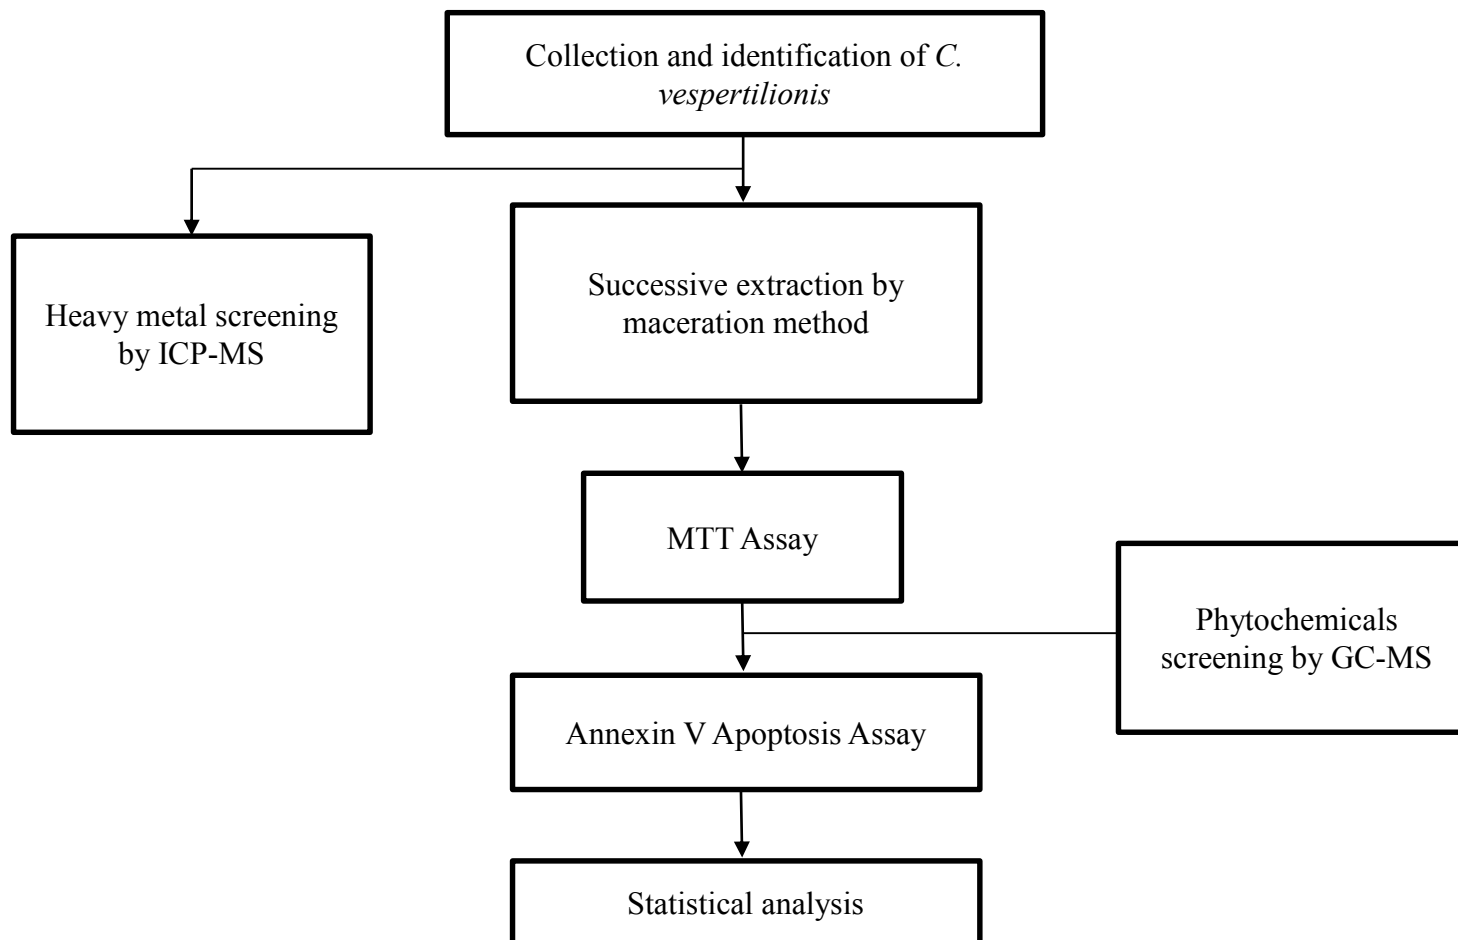 Collection and identification of C.
vespertilionis
Heavy metal screening
by ICP-MS
Successive extraction by
maceration method
MTT Assay
Phytochemicals
screening by GC-MS
Annexin V Apoptosis Assay
Statistical analysis